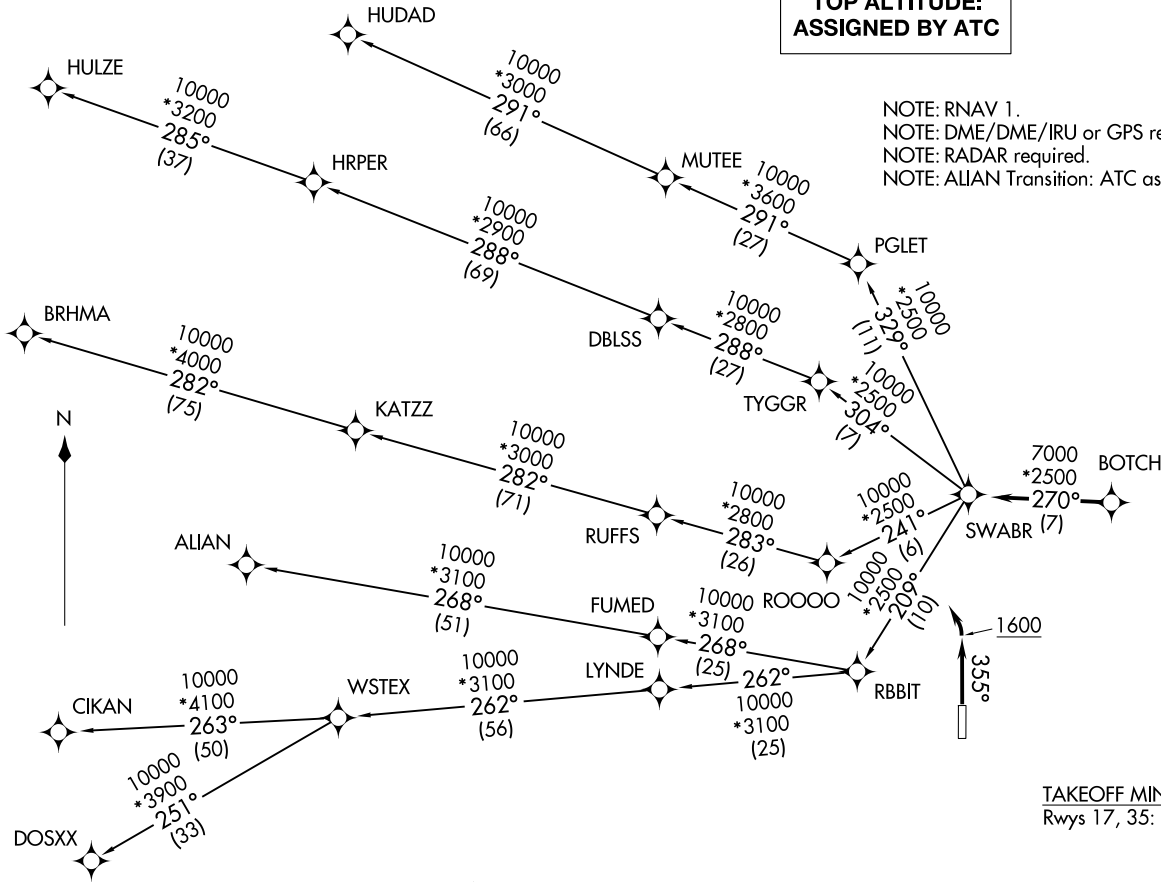 TOP ALTITUDE:
ASSIGNED BY ATC
HUDAD
HULZE
10000
*3000
291°
(66)
10000
*3200
285°
(37)
NOTE: RNAV 1.
NOTE: DME/DME/IRU or GPS re
NOTE: RADAR required.
NOTE: ALIAN Transition: ATC as
HRPER
MUTEE
10000
*3600
291°
(27)
10000
*2900
288°
(69)
PGLET
10000
*2500
329°
(11)
BRHMA
10000
*4000
282°
(75)
DBLSS
10000
*2800
288°
(27)
TYGGR
10000
*2500
304°
(7)
N
KATZZ
10000
*3000
282°
(71)
7000
*2500
270°
(7)
BOTCH
SWABR
10000
*2500
241°
(6)
RUFFS
10000
*2800
283°
(26)
ROOOO
10000
*2500
209°
(10)
ALIAN
10000
*3100
268°
(51)
FUMED
10000
*3100
268°
(25)
1600
355°
RBBIT
LYNDE
262°
10000
*3100
(25)
WSTEX
10000
*3100
262°
(56)
CIKAN
10000
*4100
263°
(50)
10000
*3900
251°
(33)
DOSXX
TAKEOFF MIN
Rwys 17, 35: